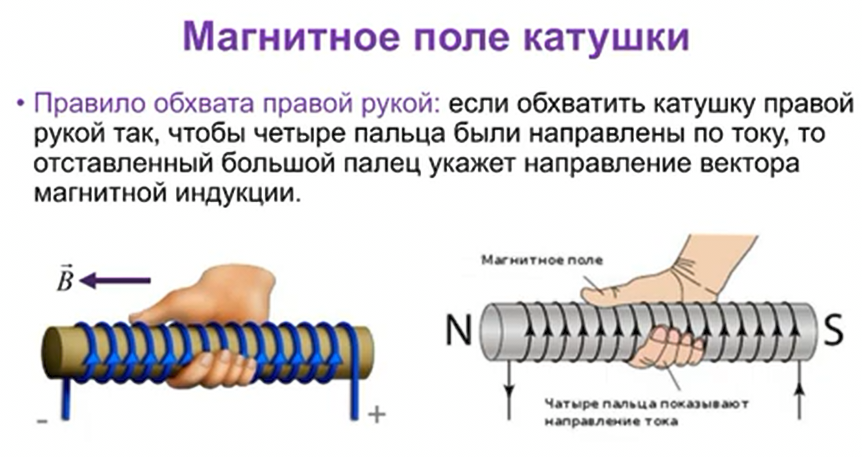 Магнитное поле катушки
• Правило обхвата правой рукой: если обхватить катушку правой
рукой так, чтобы четыре пальца были направлены по току, то
отставленный большой палец укажет направление вектора
магнитной индукции.
B
Магнитное поле
N
S
- +
Четыре пальца показывают
направление тока